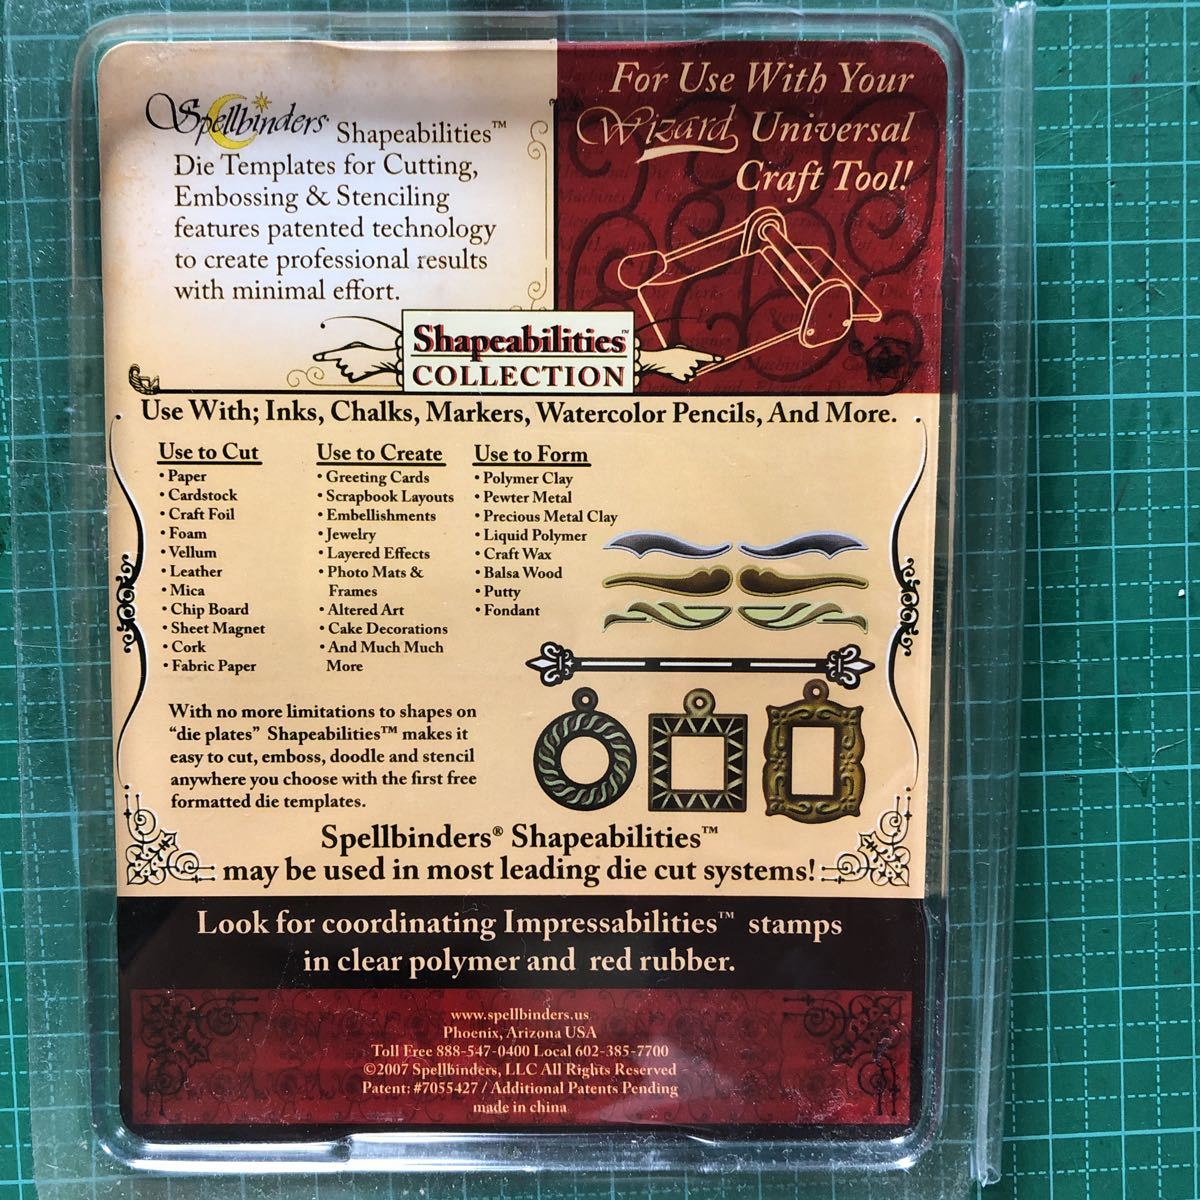 Spellbinders Shapeabilities™
Die Templates for Cutting,
Embossing & Stenciling
features patented technology
to create professional results
with minimal effort.
For Use With Your
Wizard Universal
Craft Tool!
Shapeabilities™
COLLECTION
Use With; Inks, Chalks, Markers, Watercolor Pencils, And More.
Use to Cut
• Paper
• Cardstock
• Craft Foil
• Foam
• Vellum
• Leather
• Mica
• Chip Board
• Sheet Magnet
• Cork
• Fabric Paper
Use to Create
• Greeting Cards
• Scrapbook Layouts
• Embellishments
• Jewelry
• Layered Effects
• Photo Mats &
Frames
• Altered Art
• Cake Decorations
• And Much Much
More
Use to Form
• Polymer Clay
• Pewter Metal
• Precious Metal Clay
• Liquid Polymer
• Craft Wax
• Balsa Wood
• Putty
• Fondant
With no more limitations to shapes on
“die plates” Shapeabilities™ makes it
easy to cut, emboss, doodle and stencil
anywhere you choose with the first free
formatted die templates.
Spellbinders® Shapeabilities™
may be used in most leading die cut systems!
Look for coordinating Impressabilities™ stamps
in clear polymer and red rubber.
www.spellbinders.us
Phoenix, Arizona USA
Toll Free 888-547-0400 Local 602-385-7700
©2007 Spellbinders, LLC All Rights Reserved
Patent: #7055427 / Additional Patents Pending
made in china